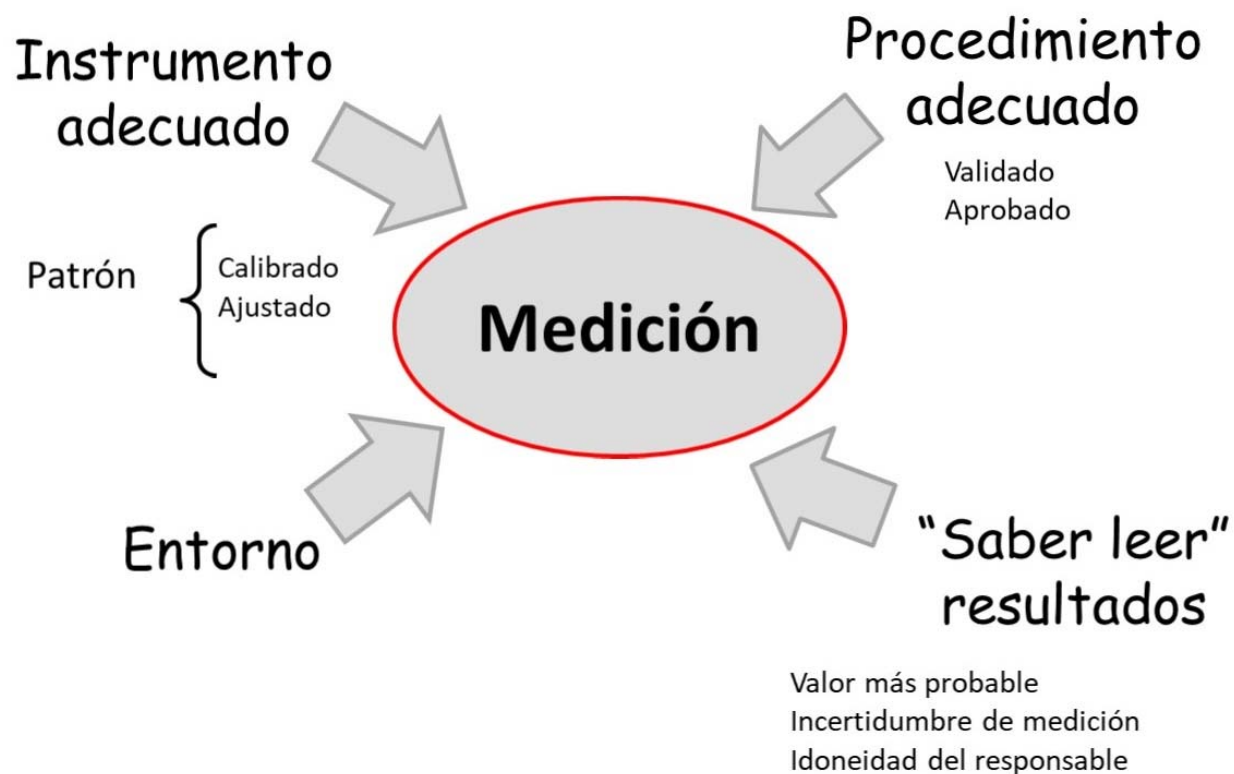 Instrumento
adecuado
Procedimiento
adecuado
Validado
Aprobado
Patrón
Calibrado
Ajustado
Medición
Entorno
“Saber leer”
resultados
Valor más probable
Incertidumbre de medición
Idoneidad del responsable